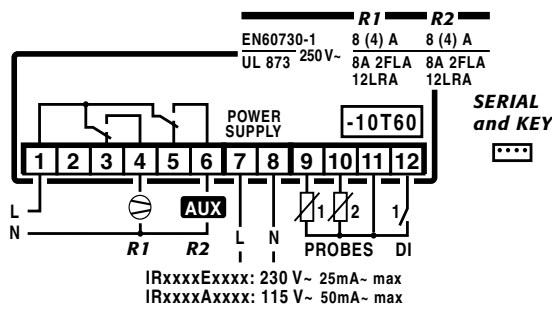 R1 R2
EN60730-1 250 V~ 8 (4) A 8 (4) A
UL 873 8A 2FLA 8A 2FLA
12LRA 12LRA
POWER
SUPPLY
-10T60
SERIAL
and KEY
1 2 3 4 5 6 7 8 9 10 11 12
L
N
AUX
1 2 1
R1 R2 L N PROBES DI
IRxxxxExxxx: 230 V~ 25mA~ max
IRxxxxAxxxx: 115 V~ 50mA~ max